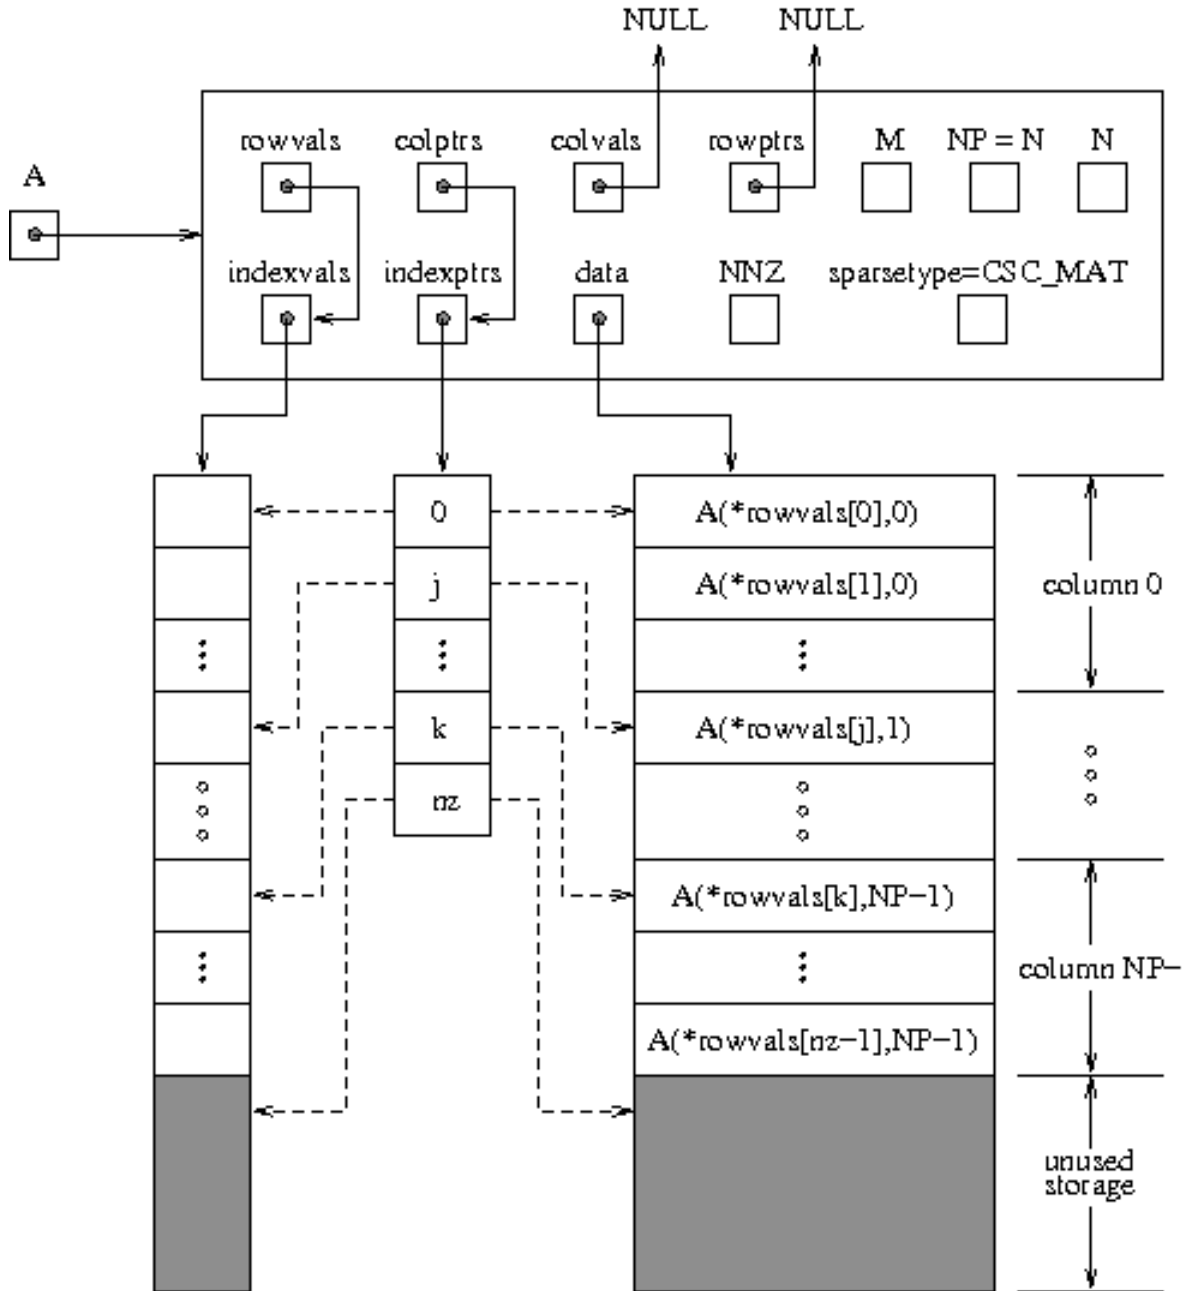 NULL NULL
rowvals colptrs colvals rowptrs M NP = N N
A
indexvals indexptrs data NNZ sparsetype=CSC_MAT
0 A(*rowvals[0],0)
j A(*rowvals[1],0) column 0
k A(*rowvals[j],1)
nz
A(*rowvals[k],NP−1)
column NP−
A(*rowvals[nz−1],NP−1)
unused
storage